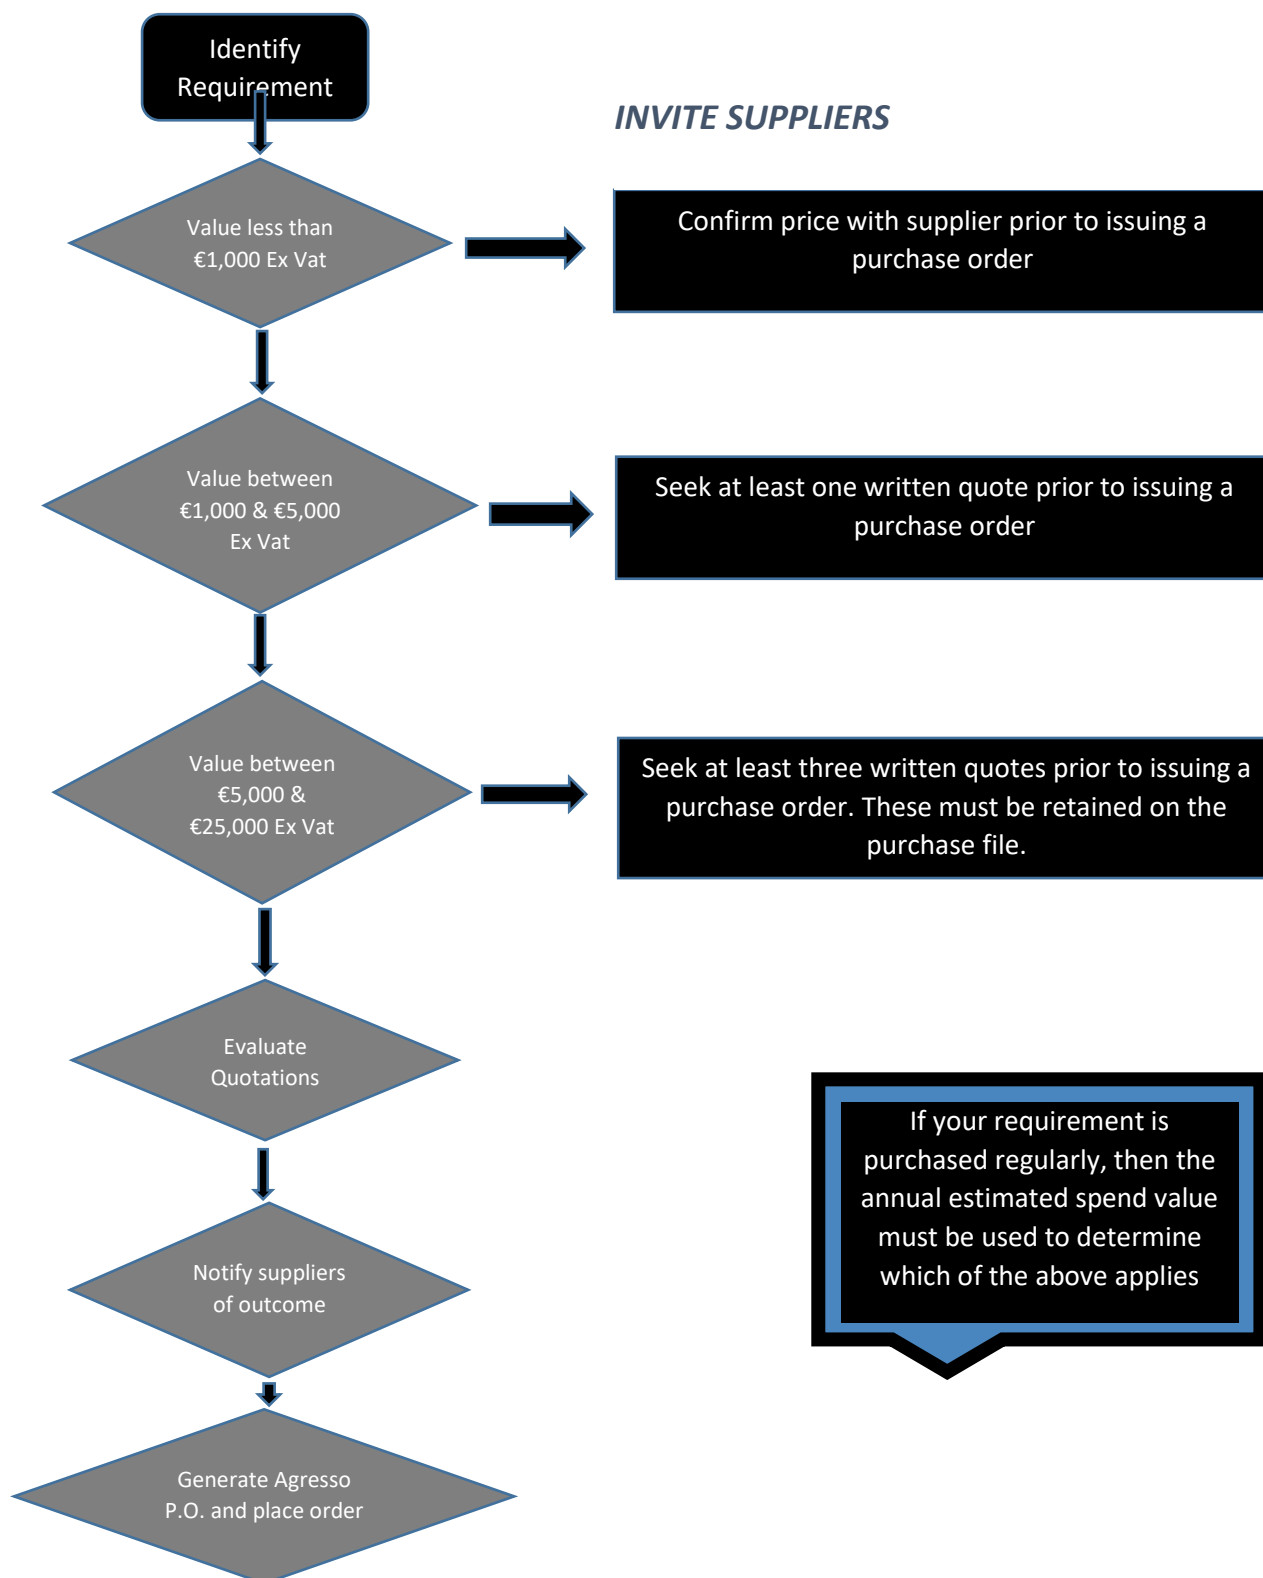 Identify
Requirement
INVITE SUPPLIERS
Value less than
€1,000 Ex Vat
Confirm price with supplier prior to issuing a
purchase order
Value between
€1,000 & €5,000
Ex Vat
Seek at least one written quote prior to issuing a
purchase order
Value between
€5,000 &
€25,000 Ex Vat
Seek at least three written quotes prior to issuing a
purchase order. These must be retained on the
purchase file.
Evaluate
Quotations
If your requirement is
purchased regularly, then the
annual estimated spend value
must be used to determine
which of the above applies
Notify suppliers
of outcome
Generate Agresso
P.O. and place order